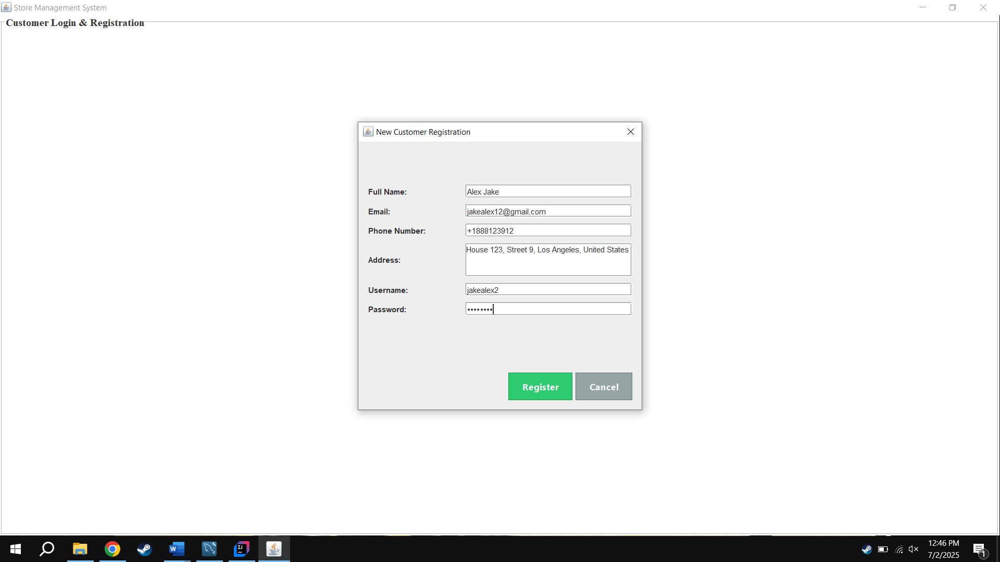 Store Management System
Customer Login & Registration
New Customer Registration
Full Name: Alex Jake
Email: jakealex12@gmail.com
Phone Number: +1888123912
Address: House 123, Street 9, Los Angeles, United States
Username: jakealex2
Password: ••••••••
Register Cancel
W
IJ
12:46 PM
7/2/2025
1